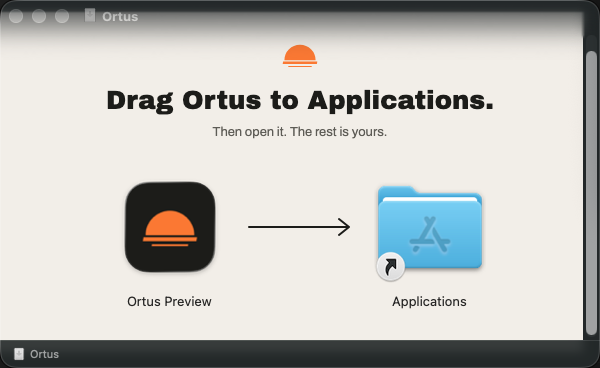 Ortus
Drag Ortus to Applications.
Then open it. The rest is yours.
Ortus Preview
Applications
Ortus